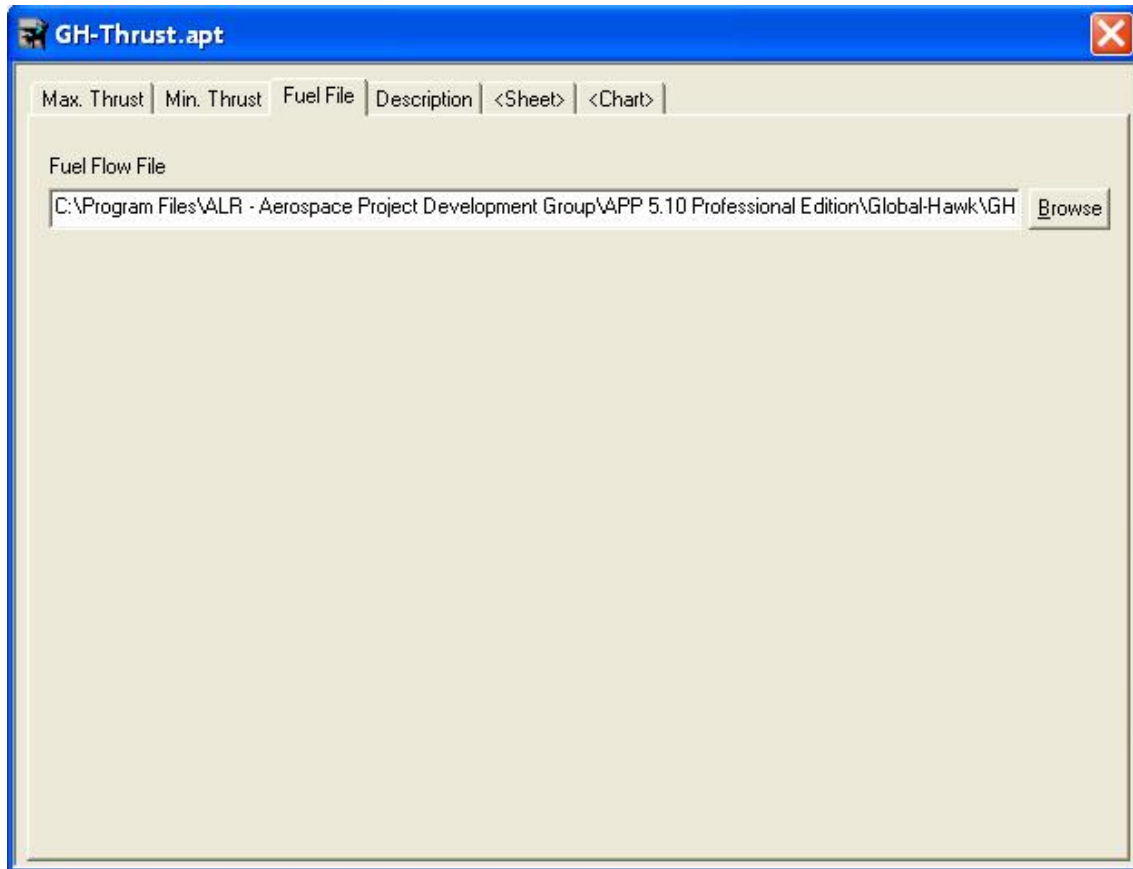 GH-Thrust.apt
Max. Thrust Min. Thrust Fuel File Description <Sheet> <Chart>
Fuel Flow File
C:\Program Files\ALR - Aerospace Project Development Group\APP 5.10 Professional Edition\Global-Hawk\GH Browse